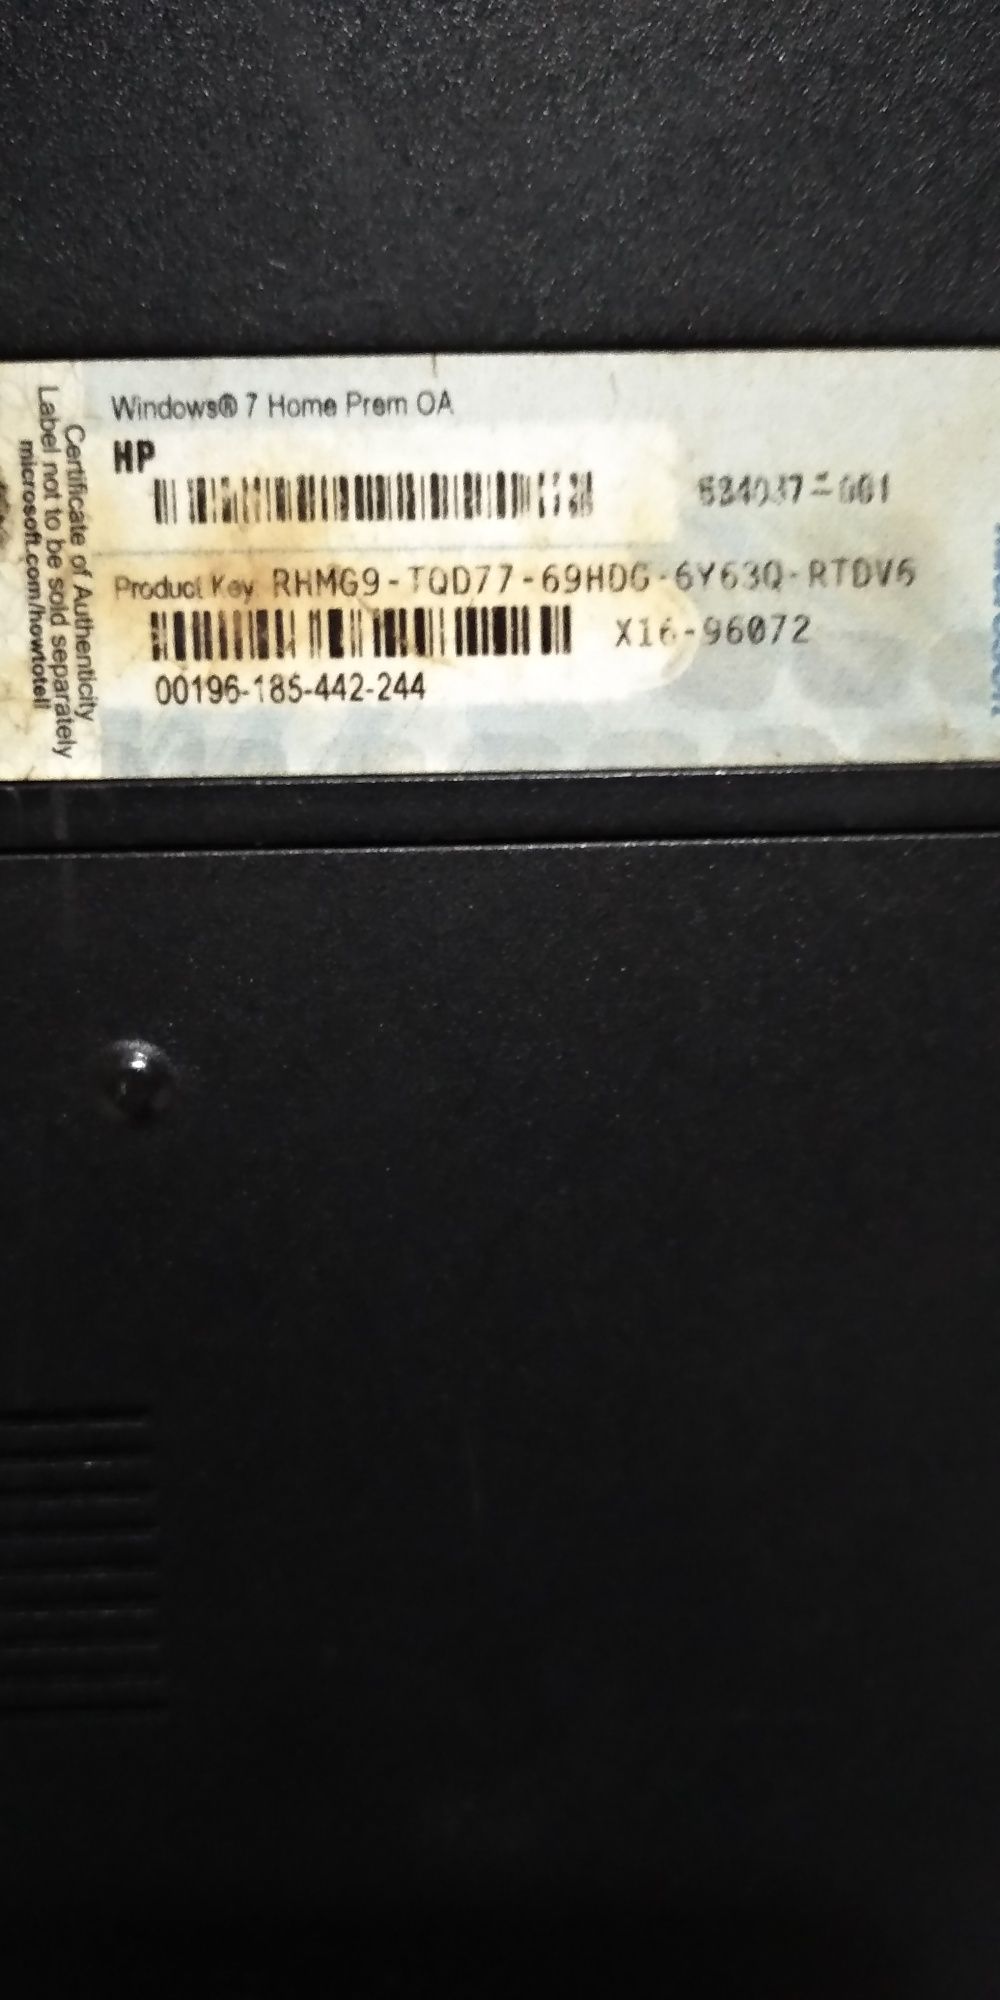 Windows® 7 Home Prem OA
HP
Product Key: RHMG9-TQD77-69HDG-6Y63Q-RTDV6
X16-96072
00196-185-442-244
Certificate of Authenticity
Label not to be sold separately
microsoft.com/howtotell